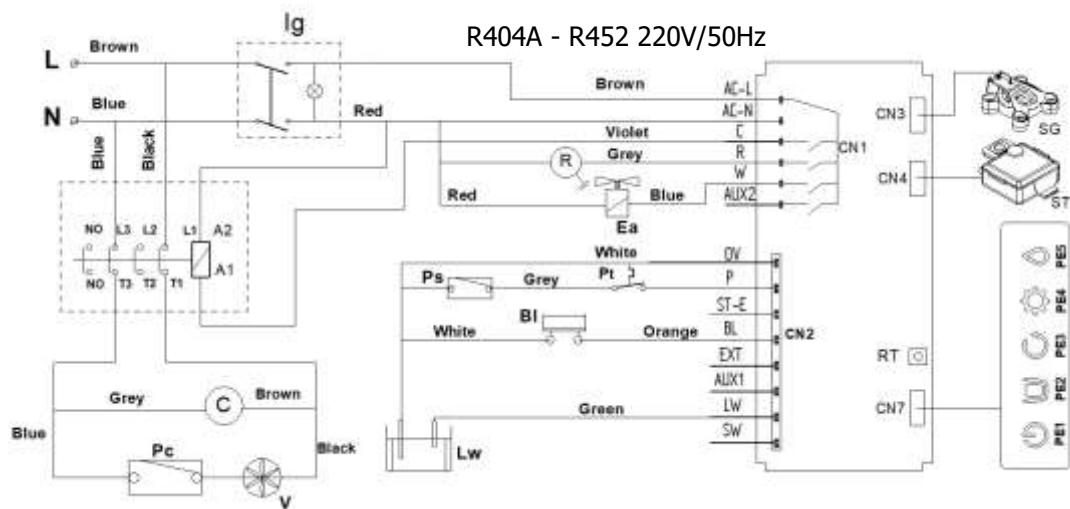 Ig
R404A - R452 220V/50Hz
L
Brown
N
Blue
Red
Brown
AC-L
AC-N
Violet
C
Grey
R
R
W
Blue
Red
AUX2
Ea
CN1
CN3
SG
CN4
ST
Blue
Black
NO
L3
L2
L1
A2
A1
NO
T3
T2
T1
White
0V
Ps
Grey
Pt
P
ST-E
Bl
White
Orange
BL
CN2
EXT
AUX1
Green
LW
SW
Lw
RT
CN7
PE5
PE4
PE3
PE2
PE1
Grey
C
Brown
Blue
Pc
Black
V